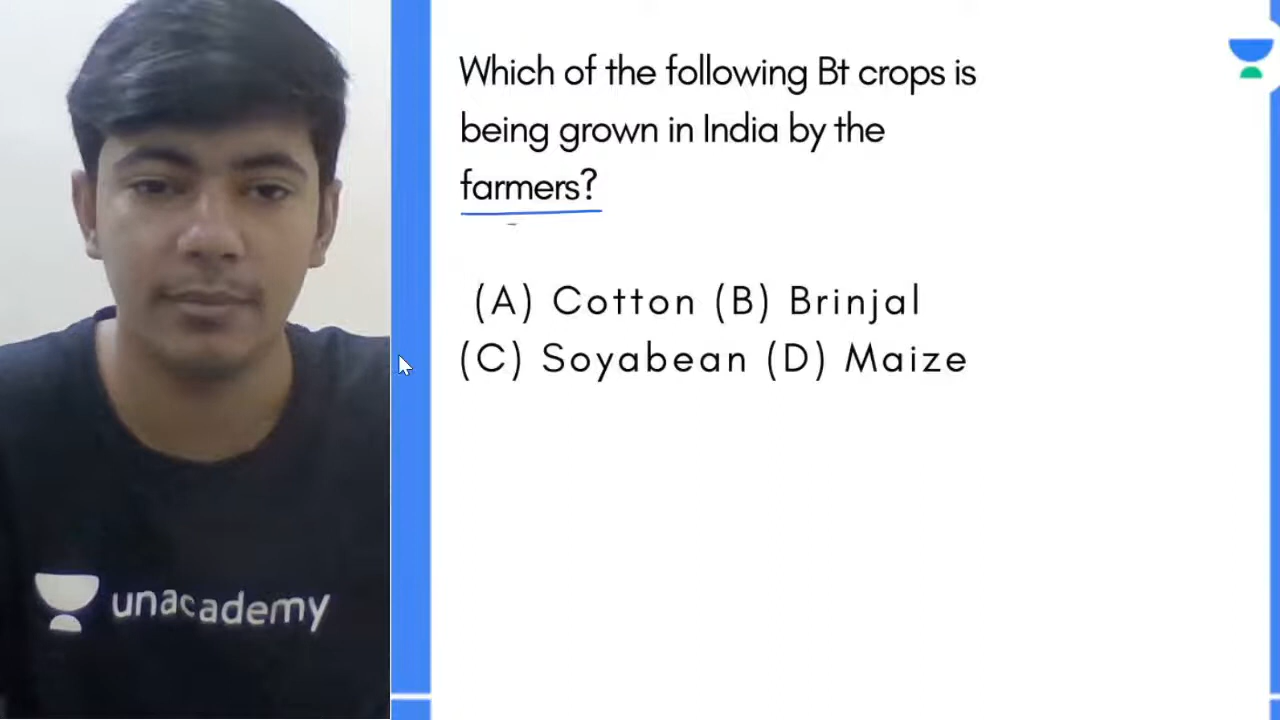 Which of the following Bt crops is
being grown in India by the
farmers?
(A) Cotton (B) Brinjal
(C) Soyabean (D) Maize
unacademy